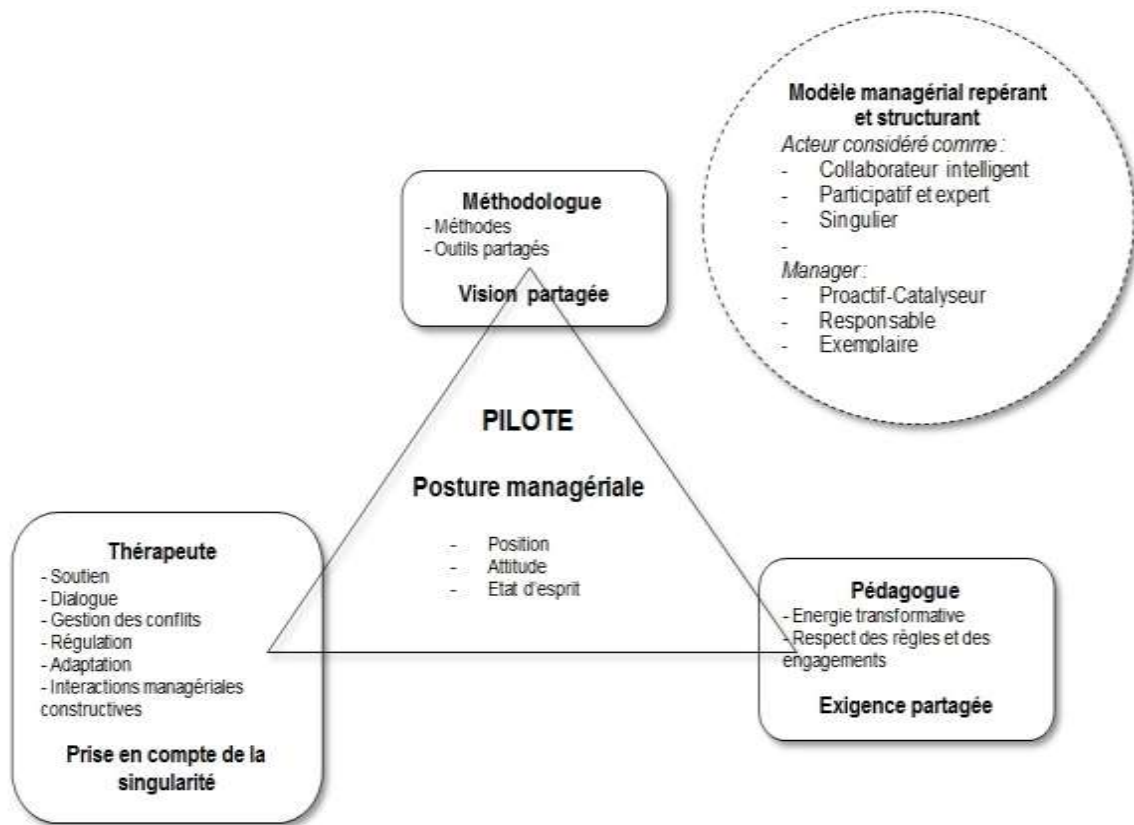 Modèle managérial repérant
et structurant
Acteur considéré comme :
- Collaborateur intelligent
- Participatif et expert
- Singulier
-
Manager :
- Proactif-Catalyseur
- Responsable
- Exemplaire
Méthodologue
- Méthodes
- Outils partagés
Vision partagée
PILOTE
Posture managériale
- Position
- Attitude
- Etat d'esprit
Thérapeute
- Soutien
- Dialogue
- Gestion des conflits
- Régulation
- Adaptation
- Interactions managériales
constructives
Prise en compte de la
singularité
Pédagogue
- Energie transformative
- Respect des règles et des
engagements
Exigence partagée